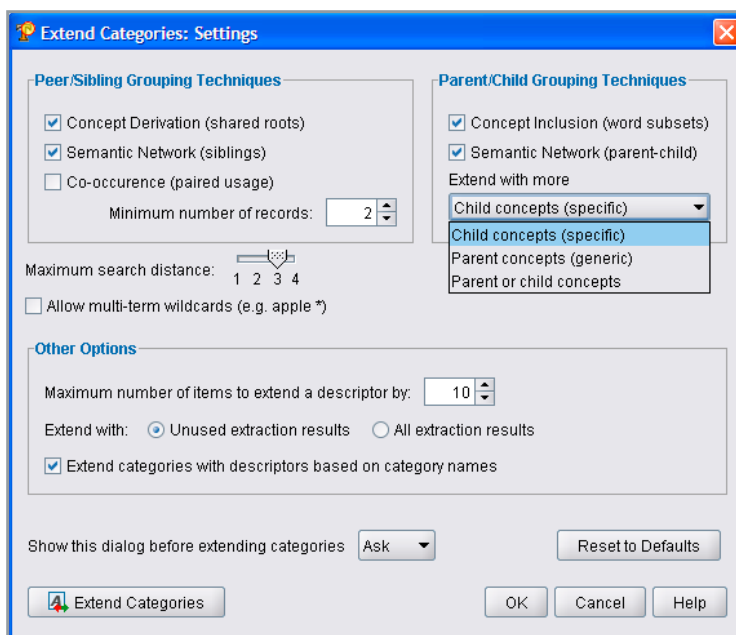 Extend Categories: Settings
Peer/Sibling Grouping Techniques
Concept Derivation (shared roots)
Semantic Network (siblings)
Co-occurence (paired usage)
Minimum number of records: 2
Parent/Child Grouping Techniques
Concept Inclusion (word subsets)
Semantic Network (parent-child)
Extend with more
Child concepts (specific)
Child concepts (specific)
Parent concepts (generic)
Parent or child concepts
Maximum search distance: 1 2 3 4
Allow multi-term wildcards (e.g. apple *)
Other Options
Maximum number of items to extend a descriptor by: 10
Extend with: Unused extraction results All extraction results
Extend categories with descriptors based on category names
Show this dialog before extending categories Ask Reset to Defaults
Extend Categories OK Cancel Help